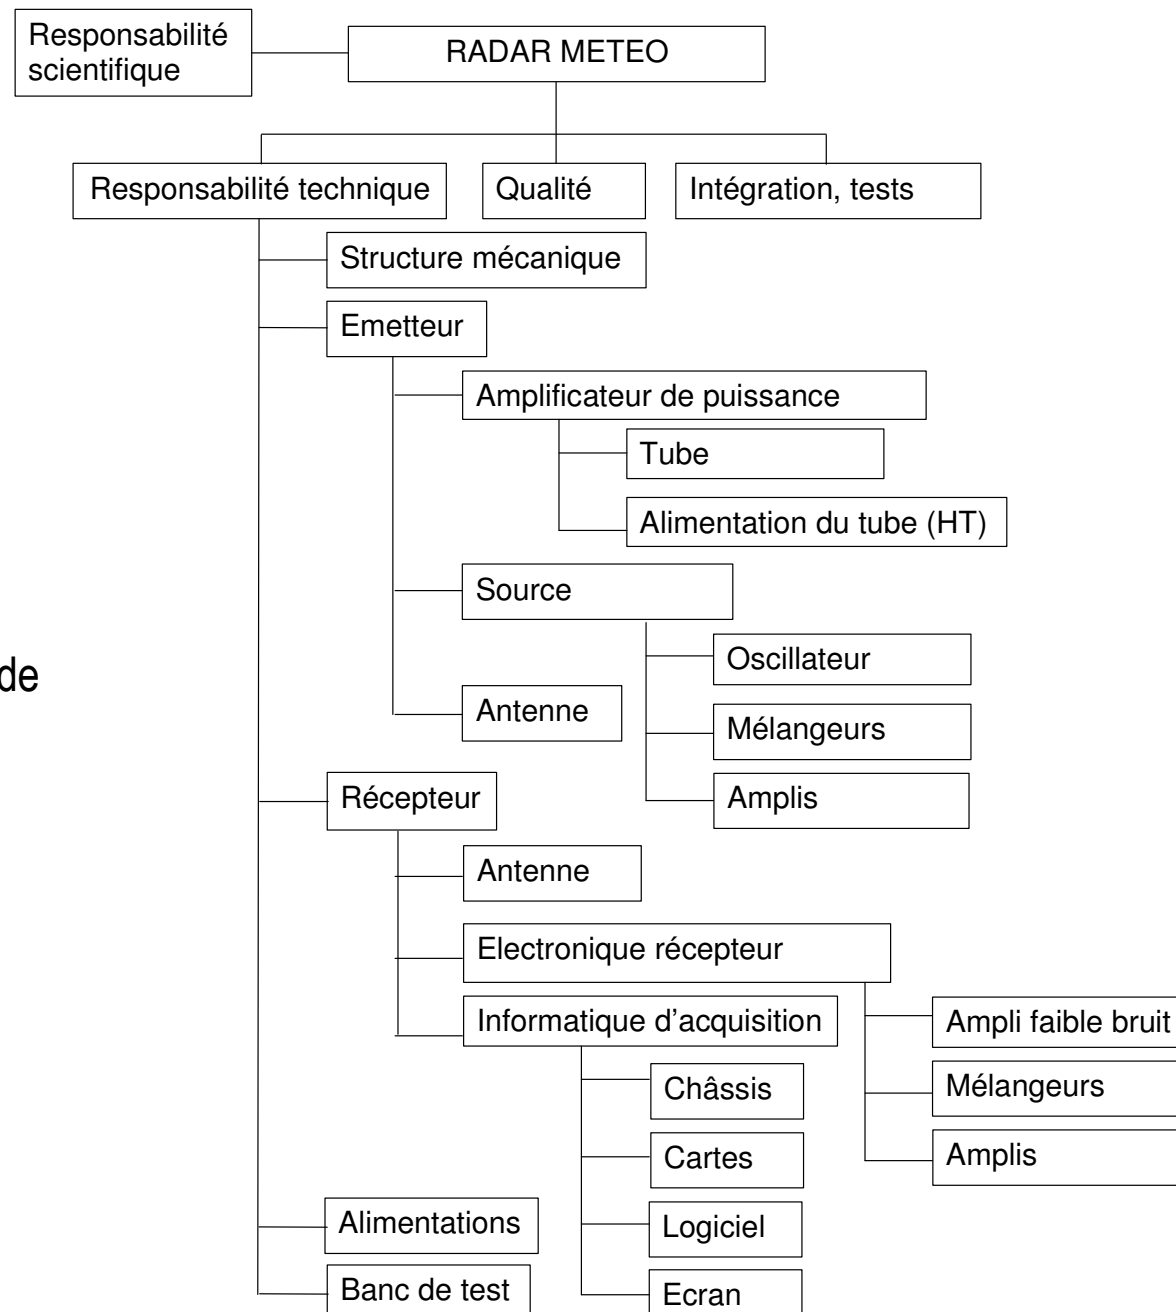 Responsabilité
scientifique
RADAR METEO
Responsabilité technique
Qualité
Intégration, tests
Structure mécanique
Emetteur
Amplificateur de puissance
Tube
Alimentation du tube (HT)
Source
Oscillateur
de
Antenne
Mélangeurs
Amplis
Récepteur
Antenne
Electronique récepteur
Informatique d'acquisition
Ampli faible bruit
Châssis
Mélangeurs
Cartes
Amplis
Alimentations
Logiciel
Banc de test
Ecran